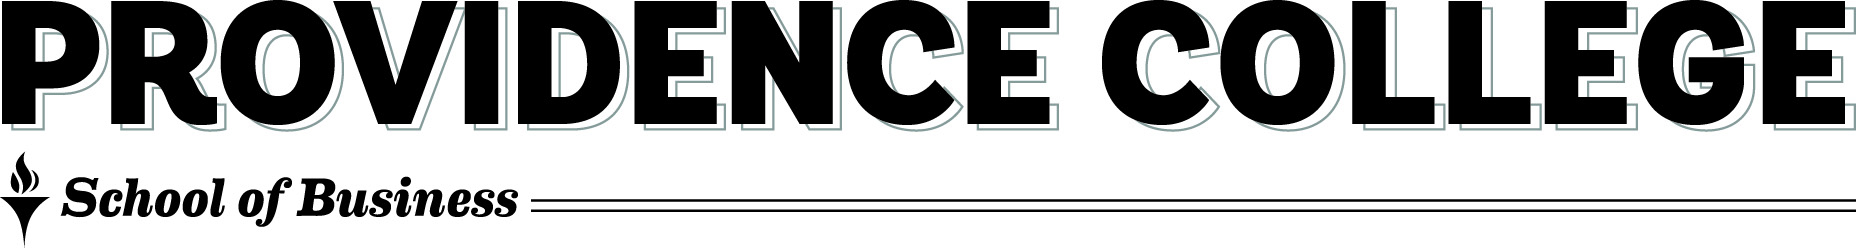 PROVIDENCE COLLEGE
School of Business